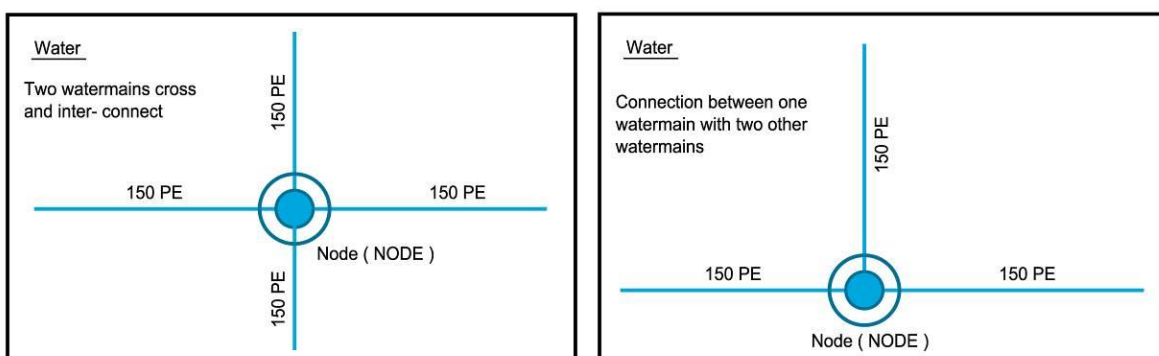 Water
Two watermains cross
and inter- connect
150 PE
150 PE
150 PE
Node ( NODE )
150 PE
Water
Connection between one
watermain with two other
watermains
150 PE
150 PE
150 PE
Node ( NODE )